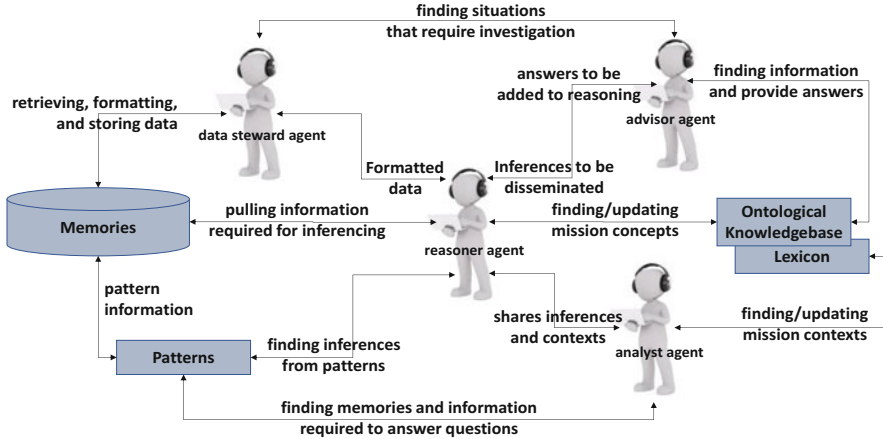 finding situations
that require investigation
answers to be
added to reasoning
finding information
and provide answers
retrieving, formatting,
and storing data
data steward agent
advisor agent
Formatted
data
Inferences to be
disseminated
Memories
pulling information
required for inferencing
reasoner agent
finding/updating
mission concepts
Ontological
Knowledgebase
Lexicon
pattern
information
shares inferences
and contexts
finding/updating
mission contexts
Patterns
finding inferences
from patterns
analyst agent
finding memories and information
required to answer questions